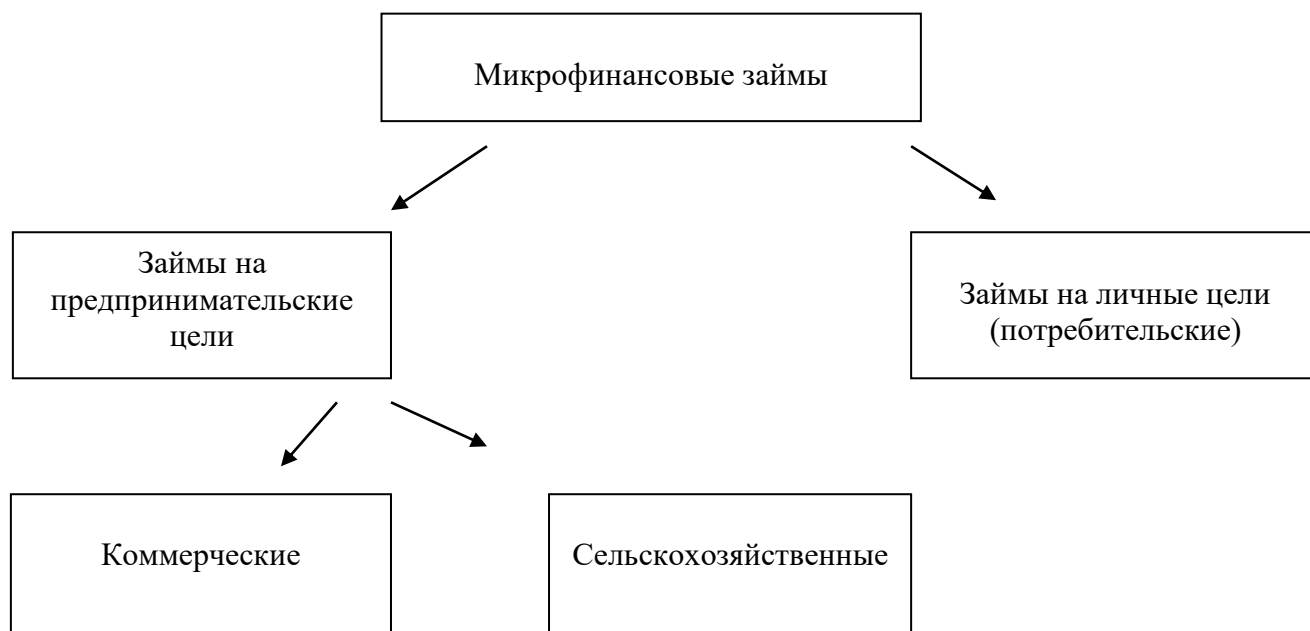 Микрофинансовые займы
Займы на
предпринимательские
цели
Займы на личные цели
(потребительские)
Коммерческие
Сельскохозяйственные